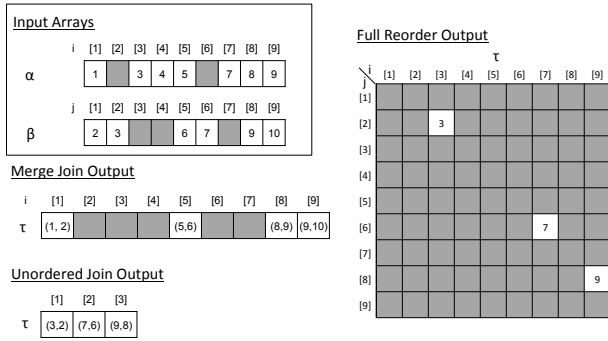 Input Arrays
i [1] [2] [3] [4] [5] [6] [7] [8] [9]
α 1 3 4 5 7 8 9
j [1] [2] [3] [4] [5] [6] [7] [8] [9]
β 2 3 6 7 9 10
Merge Join Output
i [1] [2] [3] [4] [5] [6] [7] [8] [9]
τ (1, 2) (5,6) (8,9) (9,10)
Unordered Join Output
[1] [2] [3]
τ (3,2) (7,6) (9,8)
Full Reorder Output
τ
i
j
[1] [2] [3] [4] [5] [6] [7] [8] [9]
[1]
[2] 3
[3]
[4]
[5]
[6] 7
[7]
[8] 9
[9]